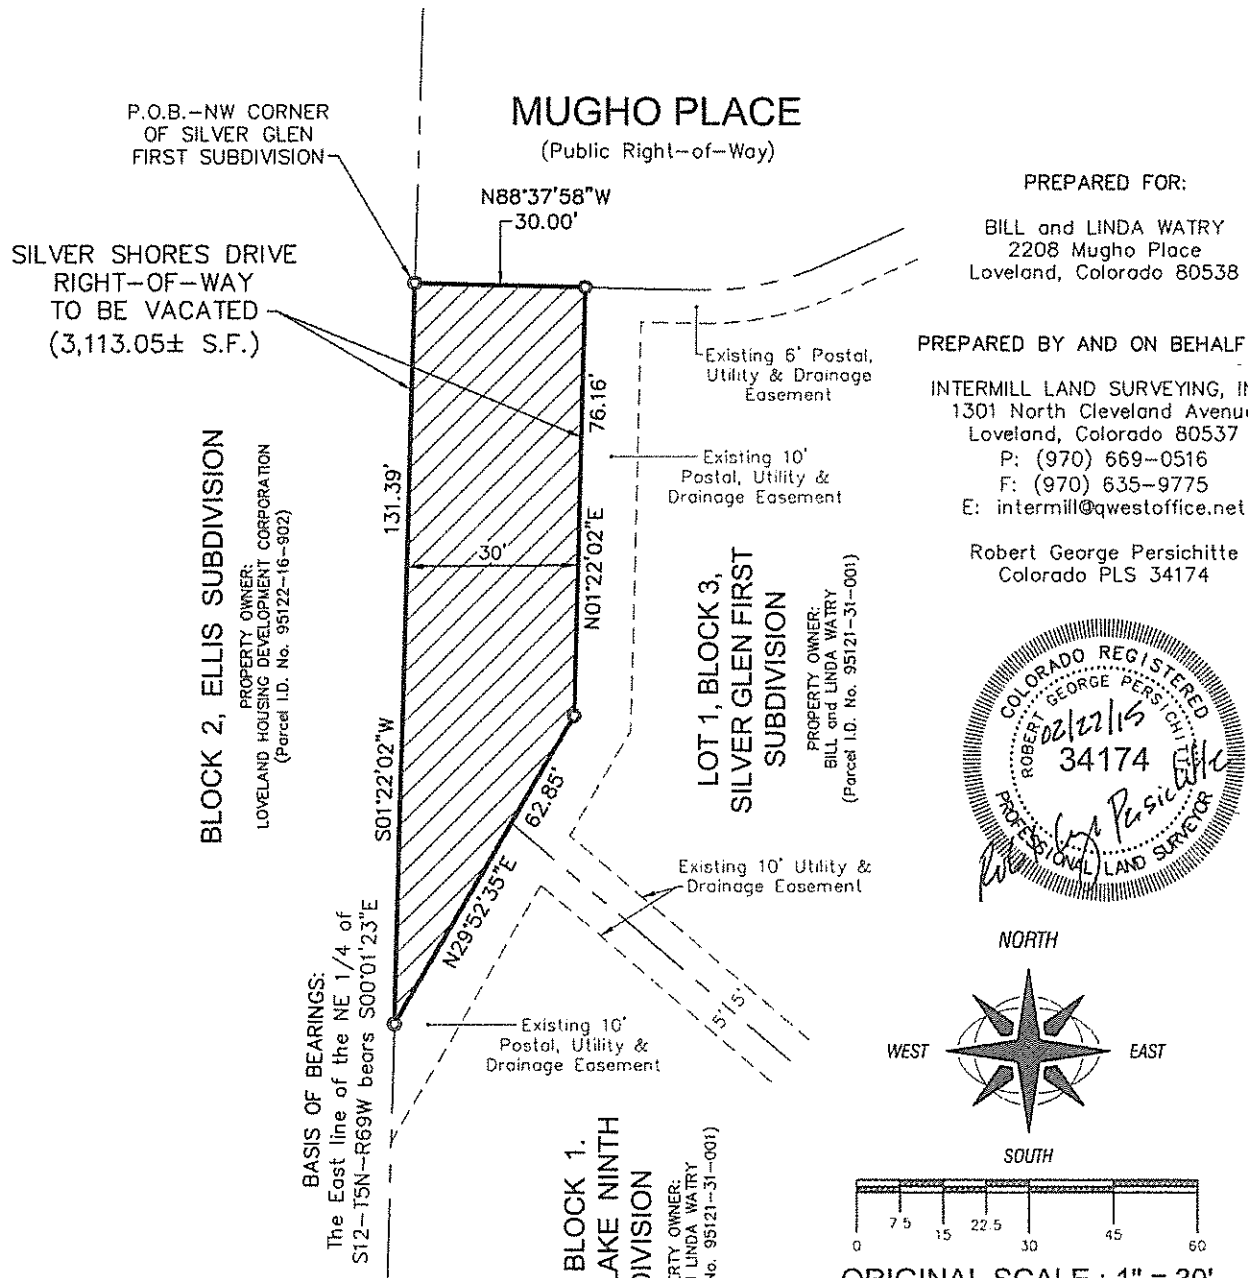 MUGHO PLACE
(Public Right-of-Way)
P.O.B.-NW CORNER
OF SILVER GLEN
FIRST SUBDIVISION
N88°37'58"W
30.00'
SILVER SHORES DRIVE
RIGHT-OF-WAY
TO BE VACATED
(3,113.05± S.F.)
PREPARED FOR:
BILL and LINDA WATRY
2208 Mugho Place
Loveland, Colorado 80538
PREPARED BY AND ON BEHALF
INTERMILL LAND SURVEYING, IN
1301 North Cleveland Avenu
Loveland, Colorado 80537
P: (970) 669-0516
F: (970) 635-9775
E: intermill@qwestoffice.net
Robert George Persichitte
Colorado PLS 34174
Existing 6' Postal,
Utility & Drainage
Easement
Existing 10'
Postal, Utility &
Drainage Easement
131.39'
S01°22'02"W
76.16'
N01°22'02"E
30'
62.85'
N29°52'35"E
BLOCK 2, ELLIS SUBDIVISION
PROPERTY OWNER:
LOVELAND HOUSING DEVELOPMENT CORPORATION
(Parcel I.D. No. 95122-16-902)
LOT 1, BLOCK 3,
SILVER GLEN FIRST
SUBDIVISION
PROPERTY OWNER:
BILL and LINDA WATRY
(Parcel I.D. No. 95121-31-001)
COLORADO REGISTERED
ROBERT GEORGE PERSICHITTE
02/27/15
34174
PROFESSIONAL LAND SURVEYOR
Existing 10' Utility &
Drainage Easement
5'
5'
Existing 10'
Postal, Utility &
Drainage Easement
BASIS OF BEARINGS:
The East line of the NE 1/4 of
S12-T5N-R69W bears S00°01'23"E
BLOCK 1.
LAKE NINTH
DIVISION
ERTY OWNER:
LINDA WATRY
No. 95121-31-001)
NORTH
WEST
EAST
SOUTH
0 7.5 15 22.5 30 45 60
ORIGINAL SCALE : 1" = 30'